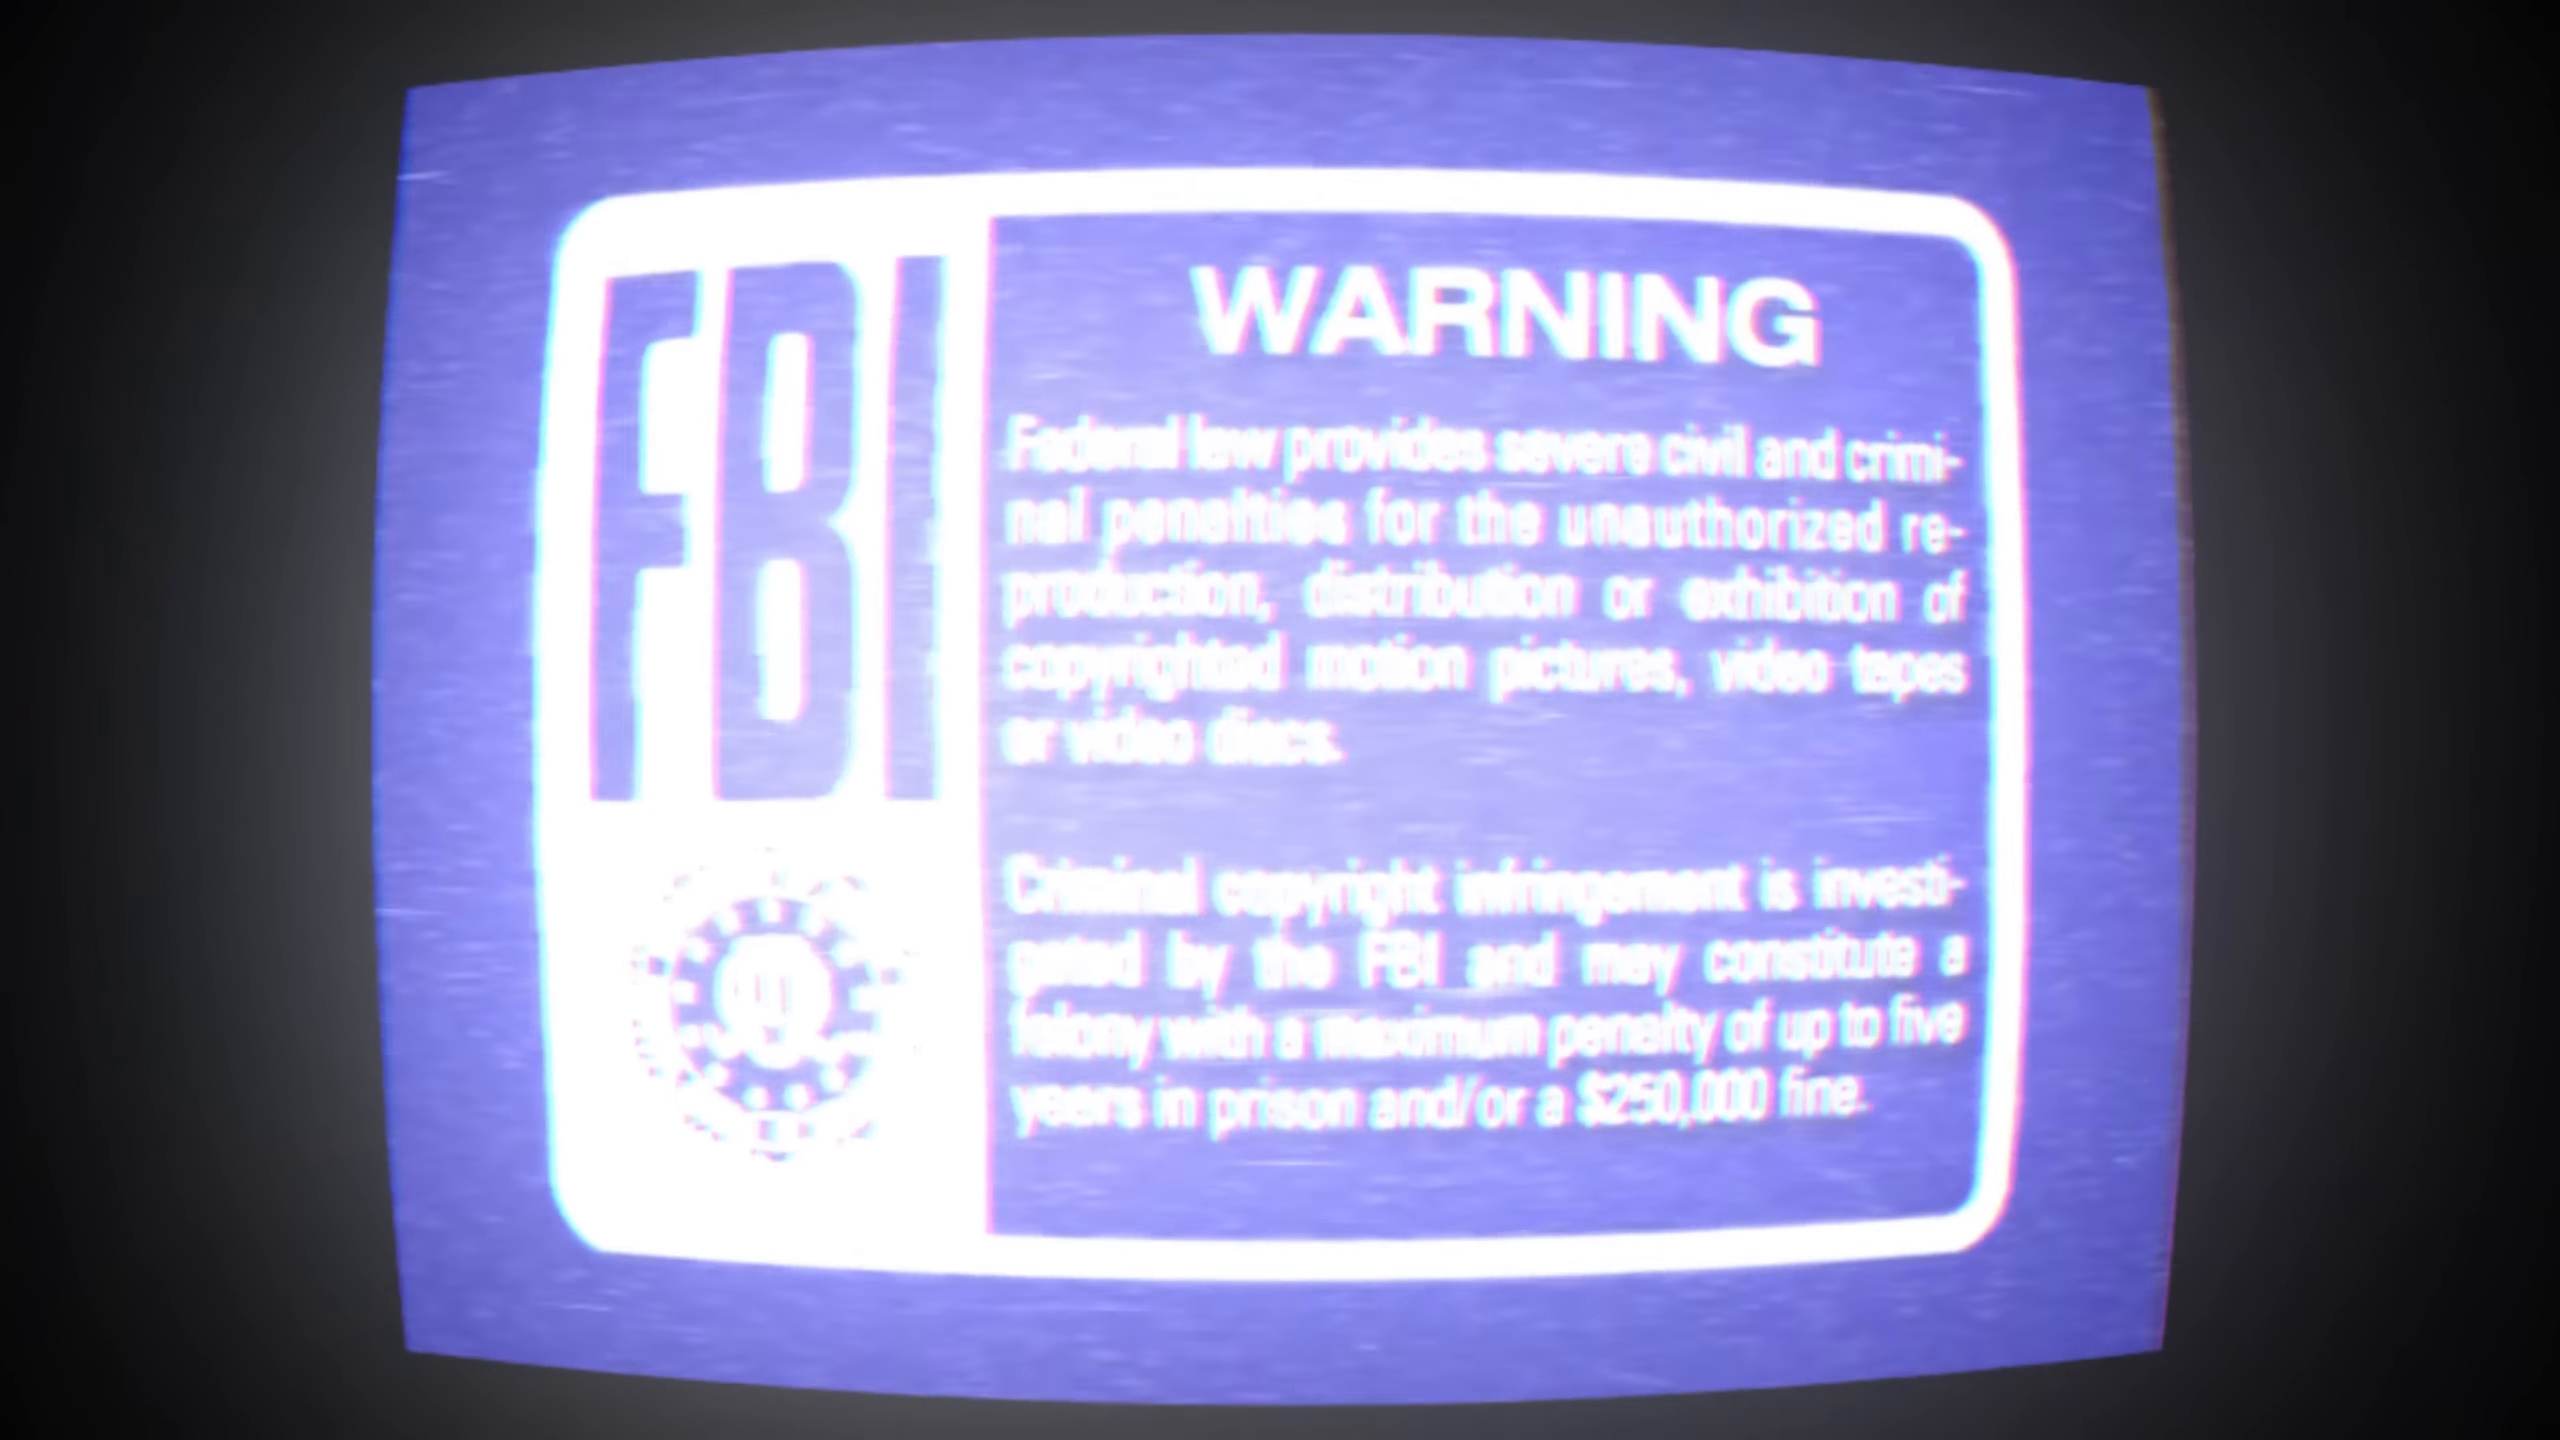 FBI
WARNING
Federal law provides severe civil and crimi-
nal penalties for the unauthorized re-
production, distribution or exhibition of
copyrighted motion pictures, video tapes
or video discs.
Criminal copyright infringement is investi-
gated by the FBI and may constitute a
felony with a maximum penalty of up to five
years in prison and/or a $250,000 fine.